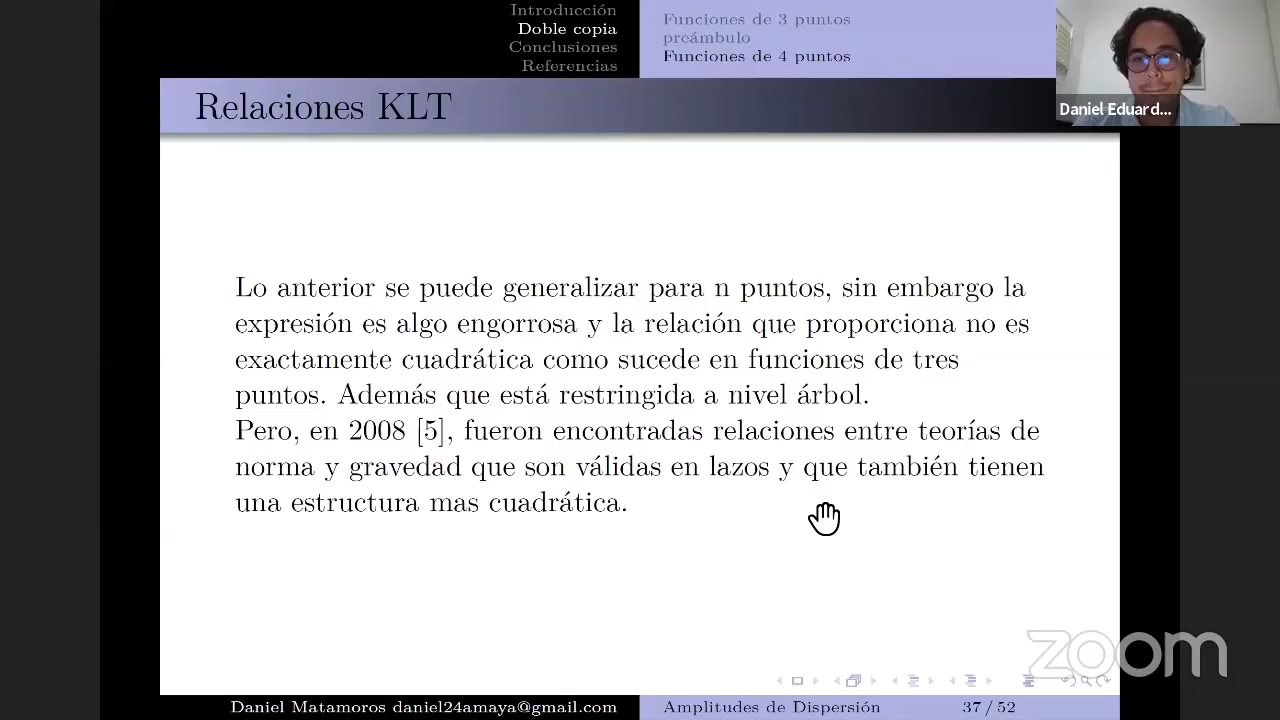 Introducción
Doble copia
Conclusiones
Referencias
Funciones de 3 puntos
preámbulo
Funciones de 4 puntos
Daniel Eduard...
Relaciones KLT
Lo anterior se puede generalizar para n puntos, sin embargo la
expresión es algo engorrosa y la relación que proporciona no es
exactamente cuadrática como sucede en funciones de tres
puntos. Además que está restringida a nivel árbol.
Pero, en 2008 [5], fueron encontradas relaciones entre teorías de
norma y gravedad que son válidas en lazos y que también tienen
una estructura mas cuadrática.
zoom
Daniel Matamoros daniel24amaya@gmail.com
Amplitudes de Dispersión
37/52